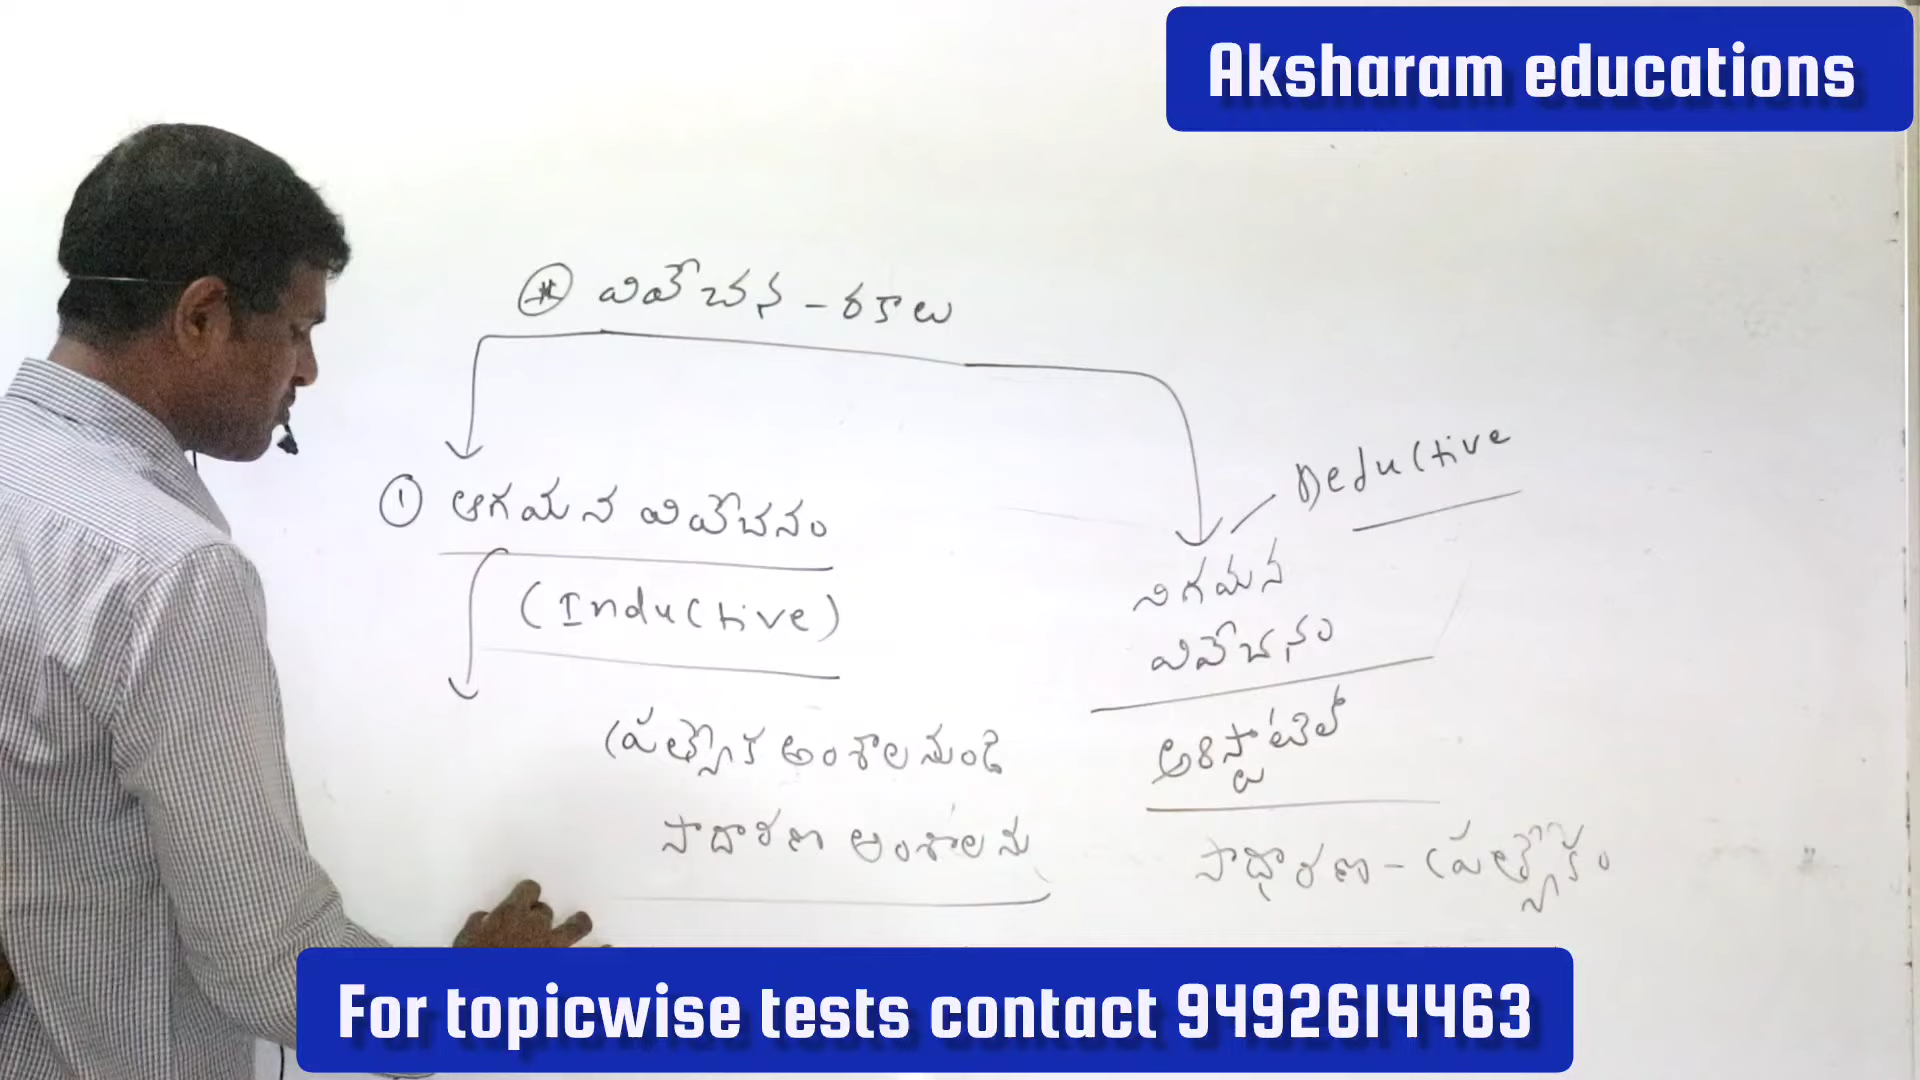 Aksharam educations
వివేచన - రకాలు
① ఆగమన వివేచనం
(Inductive)
ప్రత్యేక అంశాల నుండి
సాదారణ అంశాలను
Deductive
నిగమన
వివేచనం
అరిస్టాటిల్
సాధారణ - ప్రత్యేకం
For topicwise tests contact 9492614463